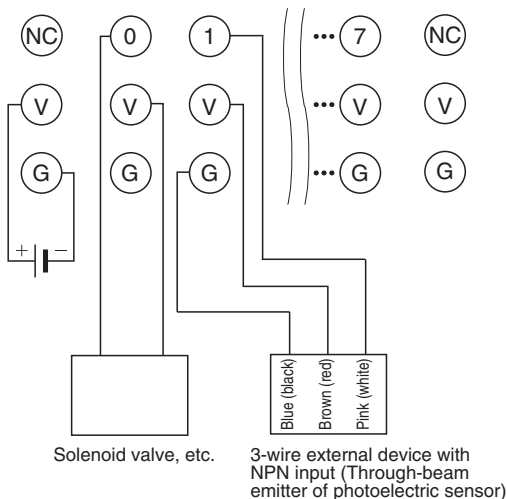 NC 0 1 ••• 7 NC
V V V ••• V V
G G G ••• G G
+ −
Blue (black)
Brown (red)
Pink (white)
Solenoid valve, etc.
3-wire external device with
NPN input (Through-beam
emitter of photoelectric sensor)